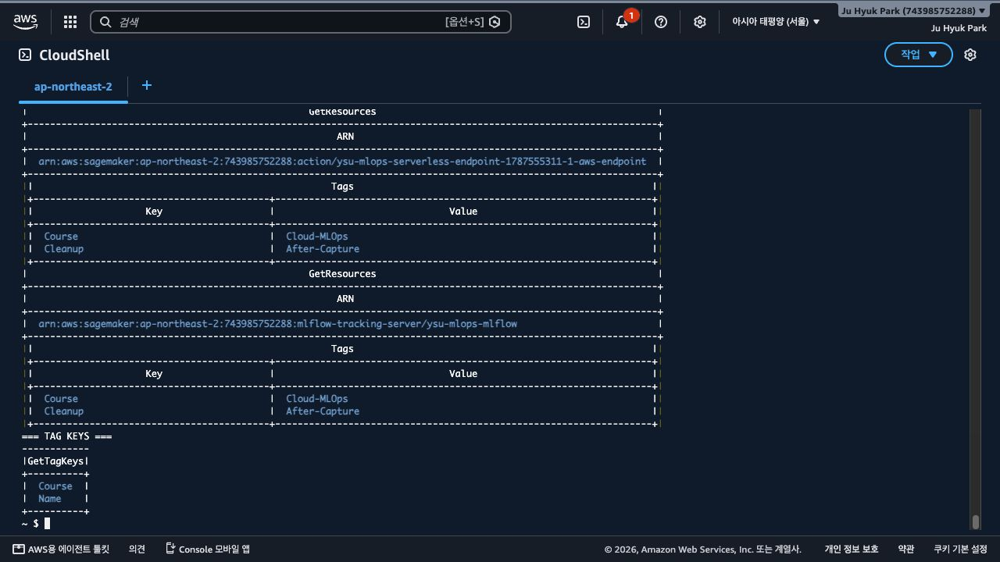 aws
검색
[옵션+S]
1
아시아 태평양 (서울) ▼
Ju Hyuk Park (743985752288) ▼
Ju Hyuk Park
CloudShell
작업 ▼
ap-northeast-2
+
| GetResources |
+-----------------------------------------------------------------------------------------------------------------+
| ARN |
+-----------------------------------------------------------------------------------------------------------------+
| arn:aws:sagemaker:ap-northeast-2:743985752288:action/ysu-mlops-serverless-endpoint-1787555311-1-aws-endpoint |
+-----------------------------------------------------------------------------------------------------------------+
|| Tags ||
|+-------------------------------------------+-------------------------------------------------------------------+|
|| Key | Value ||
|+-------------------------------------------+-------------------------------------------------------------------+|
|| Course | Cloud-MLOps ||
|| Cleanup | After-Capture ||
|+-------------------------------------------+-------------------------------------------------------------------+|
| GetResources |
+-----------------------------------------------------------------------------------------------------------------+
| ARN |
+-----------------------------------------------------------------------------------------------------------------+
| arn:aws:sagemaker:ap-northeast-2:743985752288:mlflow-tracking-server/ysu-mlops-mlflow |
+-----------------------------------------------------------------------------------------------------------------+
|| Tags ||
|+-------------------------------------------+-------------------------------------------------------------------+|
|| Key | Value ||
|+-------------------------------------------+-------------------------------------------------------------------+|
|| Course | Cloud-MLOps ||
|| Cleanup | After-Capture ||
|+-------------------------------------------+-------------------------------------------------------------------+|
=== TAG KEYS ===
------------
|GetTagKeys|
+----------+
| Course |
| Name |
+----------+
~ $
AWS용 에이전트 툴킷
의견
Console 모바일 앱
© 2026, Amazon Web Services, Inc. 또는 계열사.
개인 정보 보호
약관
쿠키 기본 설정